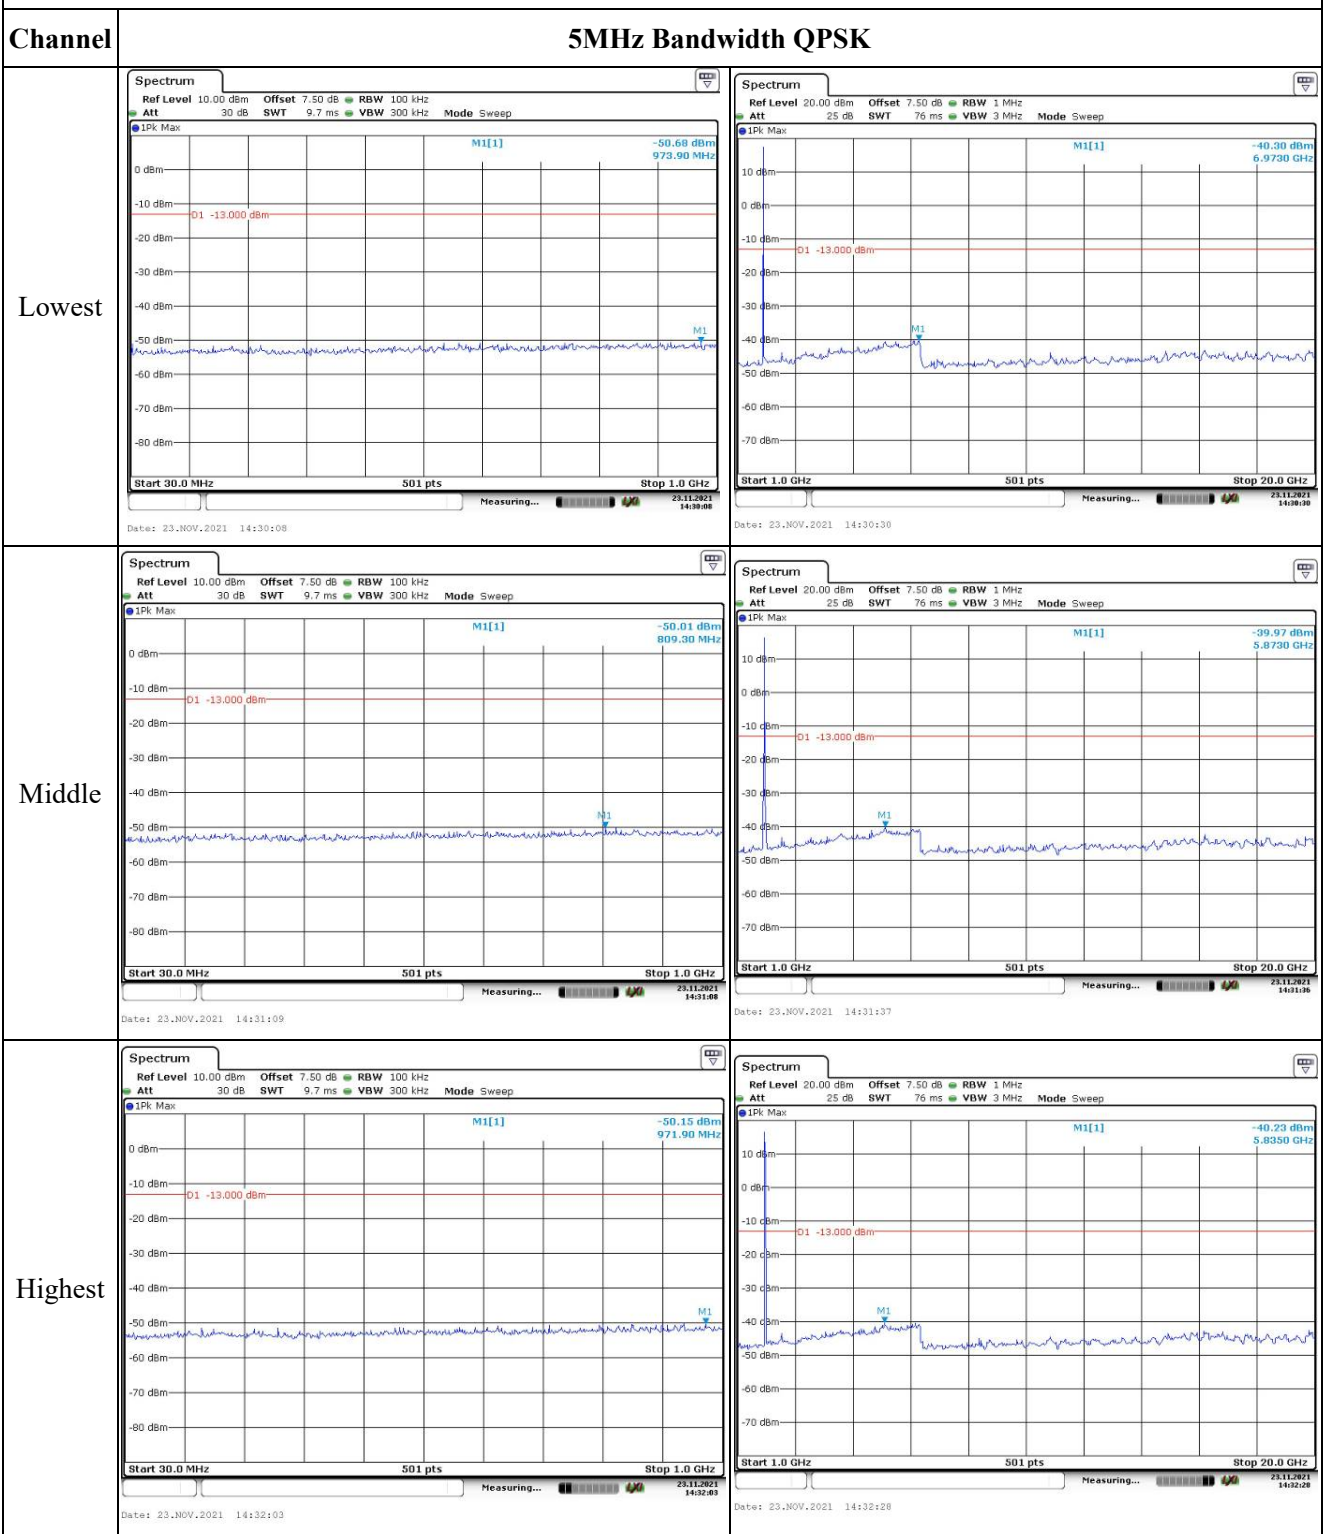 Channel 5MHz Bandwidth QPSK
Lowest
Spectrum
Ref Level 10.00 dBm Offset 7.50 dB RBW 100 kHz
Att 30 dB SWT 9.7 ms VBW 300 kHz Mode Sweep
1Pk Max
M1[1] -50.68 dBm
973.90 MHz
0 dBm
-10 dBm
D1 -13.000 dBm
-20 dBm
-30 dBm
-40 dBm
M1
-50 dBm
-60 dBm
-70 dBm
-80 dBm
Start 30.0 MHz 501 pts Stop 1.0 GHz
Measuring... 23.11.2021
14:30:08
Date: 23.NOV.2021 14:30:08
Spectrum
Ref Level 20.00 dBm Offset 7.50 dB RBW 1 MHz
Att 25 dB SWT 76 ms VBW 3 MHz Mode Sweep
1Pk Max
M1[1] -40.30 dBm
6.9730 GHz
10 dBm
0 dBm
-10 dBm
D1 -13.000 dBm
-20 dBm
-30 dBm
M1
-40 dBm
-50 dBm
-60 dBm
-70 dBm
Start 1.0 GHz 501 pts Stop 20.0 GHz
Measuring... 23.11.2021
14:30:30
Date: 23.NOV.2021 14:30:30
Middle
Spectrum
Ref Level 10.00 dBm Offset 7.50 dB RBW 100 kHz
Att 30 dB SWT 9.7 ms VBW 300 kHz Mode Sweep
1Pk Max
M1[1] -50.01 dBm
809.30 MHz
0 dBm
-10 dBm
D1 -13.000 dBm
-20 dBm
-30 dBm
-40 dBm
M1
-50 dBm
-60 dBm
-70 dBm
-80 dBm
Start 30.0 MHz 501 pts Stop 1.0 GHz
Measuring... 23.11.2021
14:31:08
Date: 23.NOV.2021 14:31:09
Spectrum
Ref Level 20.00 dBm Offset 7.50 dB RBW 1 MHz
Att 25 dB SWT 76 ms VBW 3 MHz Mode Sweep
1Pk Max
M1[1] -39.97 dBm
5.8730 GHz
10 dBm
0 dBm
-10 dBm
D1 -13.000 dBm
-20 dBm
-30 dBm
M1
-40 dBm
-50 dBm
-60 dBm
-70 dBm
Start 1.0 GHz 501 pts Stop 20.0 GHz
Measuring... 23.11.2021
14:31:36
Date: 23.NOV.2021 14:31:37
Highest
Spectrum
Ref Level 10.00 dBm Offset 7.50 dB RBW 100 kHz
Att 30 dB SWT 9.7 ms VBW 300 kHz Mode Sweep
1Pk Max
M1[1] -50.15 dBm
971.90 MHz
0 dBm
-10 dBm
D1 -13.000 dBm
-20 dBm
-30 dBm
-40 dBm
M1
-50 dBm
-60 dBm
-70 dBm
-80 dBm
Start 30.0 MHz 501 pts Stop 1.0 GHz
Measuring... 23.11.2021
14:32:03
Date: 23.NOV.2021 14:32:03
Spectrum
Ref Level 20.00 dBm Offset 7.50 dB RBW 1 MHz
Att 25 dB SWT 76 ms VBW 3 MHz Mode Sweep
1Pk Max
M1[1] -40.23 dBm
5.8350 GHz
10 dBm
0 dBm
-10 dBm
D1 -13.000 dBm
-20 dBm
-30 dBm
M1
-40 dBm
-50 dBm
-60 dBm
-70 dBm
Start 1.0 GHz 501 pts Stop 20.0 GHz
Measuring... 23.11.2021
14:32:28
Date: 23.NOV.2021 14:32:28